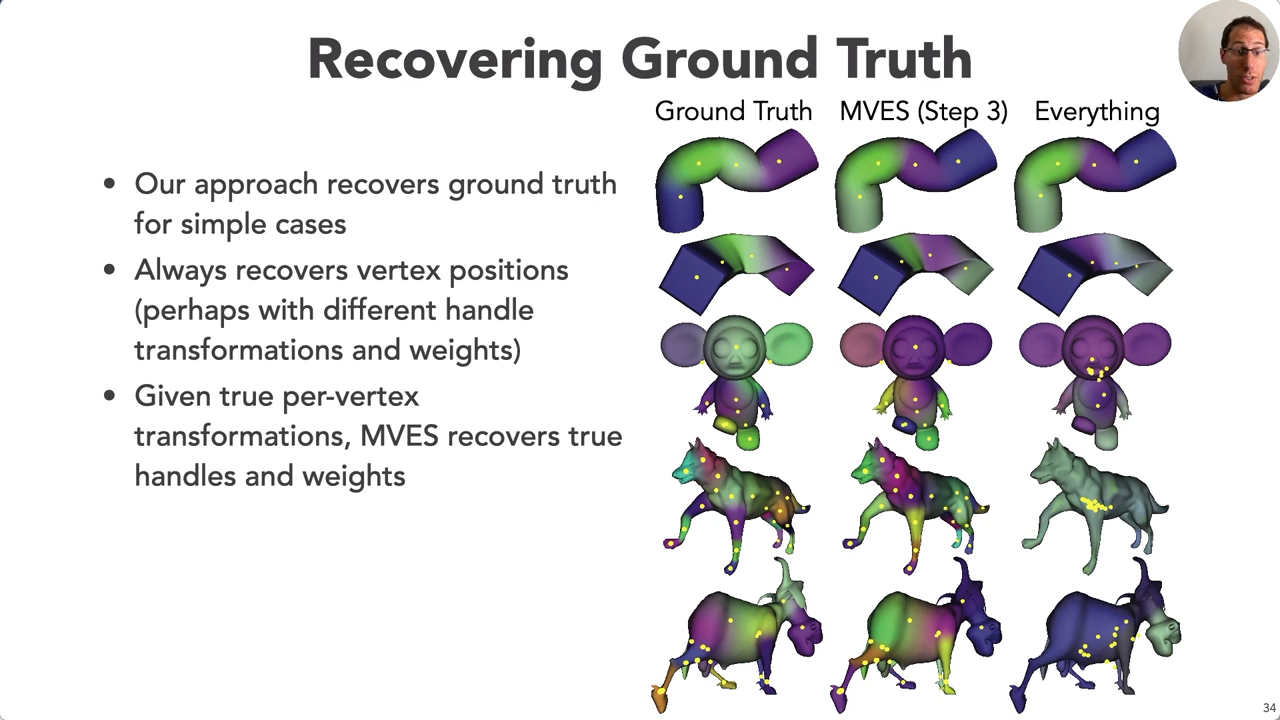 Recovering Ground Truth
Ground Truth MVES (Step 3) Everything
• Our approach recovers ground truth
for simple cases
• Always recovers vertex positions
(perhaps with different handle
transformations and weights)
• Given true per-vertex
transformations, MVES recovers true
handles and weights
34